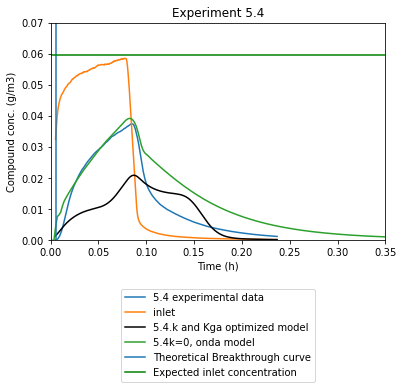 Experiment 5.4
Compound conc. (g/m3)
0.07
0.06
0.05
0.04
0.03
0.02
0.01
0.00
0.00 0.05 0.10 0.15 0.20 0.25 0.30 0.35
Time (h)
5.4 experimental data
inlet
5.4.k and Kga optimized model
5.4k=0, onda model
Theoretical Breakthrough curve
Expected inlet concentration